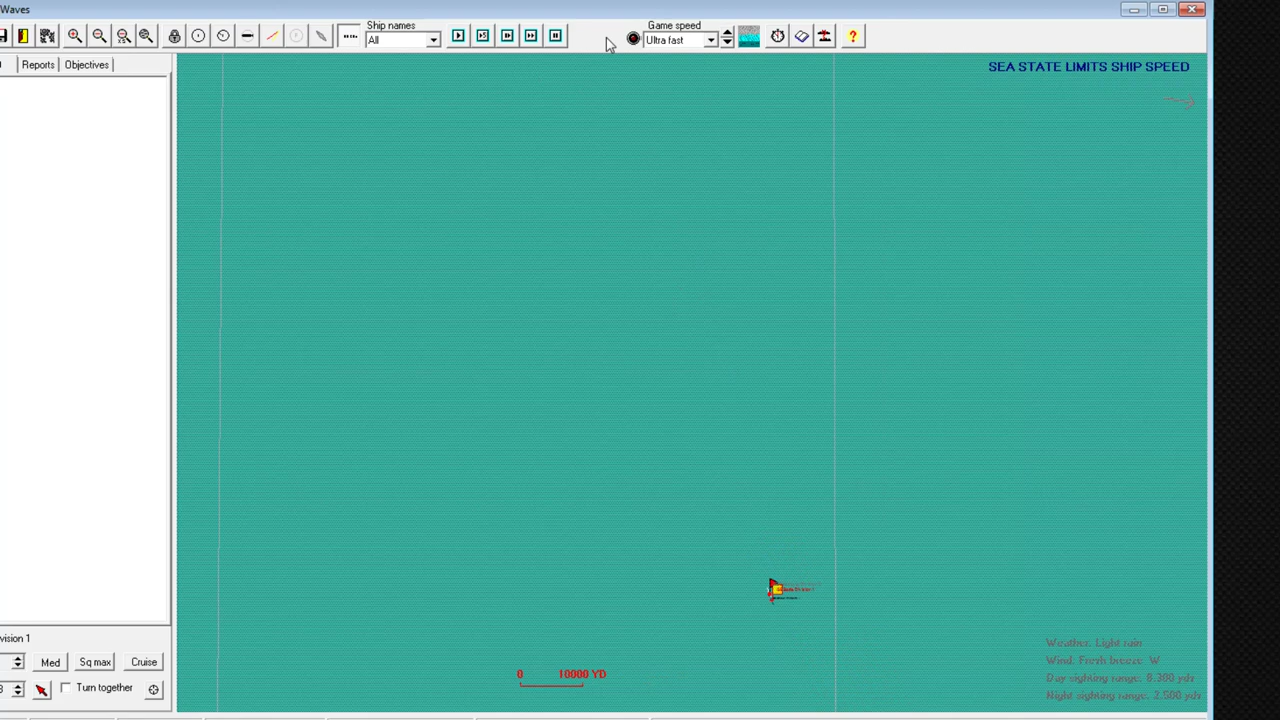 Waves
Ship names
All
Game speed
Ultra fast
Reports
Objectives
SEA STATE LIMITS SHIP SPEED
vision 1
Med
Sq max
Cruise
Turn together
0 10000 YD
Weather: Light rain
Wind: Fresh breeze W
Day sighting range: 8.300 yds
Night sighting range: 2.500 yds